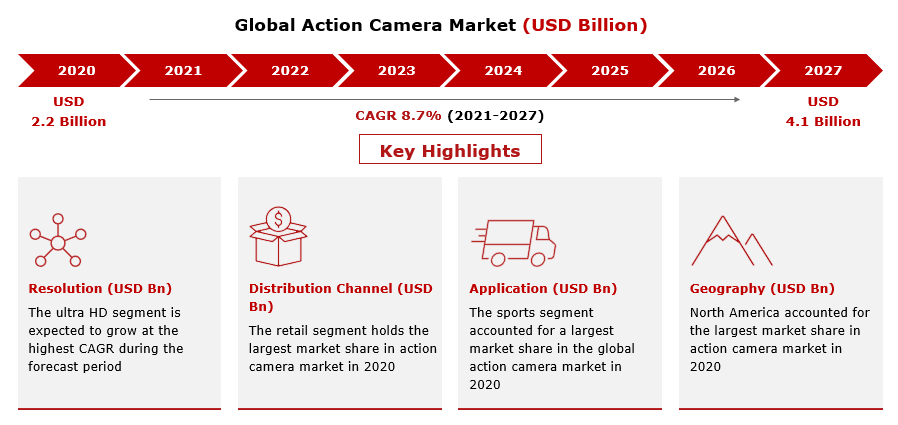 Global Action Camera Market (USD Billion)
2020 2021 2022 2023 2024 2025 2026 2027
USD
2.2 Billion
CAGR 8.7% (2021-2027)
USD
4.1 Billion
Key Highlights
$
Resolution (USD Bn)
The ultra HD segment is
expected to grow at the
highest CAGR during the
forecast period
Distribution Channel (USD
Bn)
The retail segment holds the
largest market share in action
camera market in 2020
Application (USD Bn)
The sports segment
accounted for a largest
market share in the global
action camera market in
2020
Geography (USD Bn)
North America accounted for
the largest market share in
action camera market in
2020